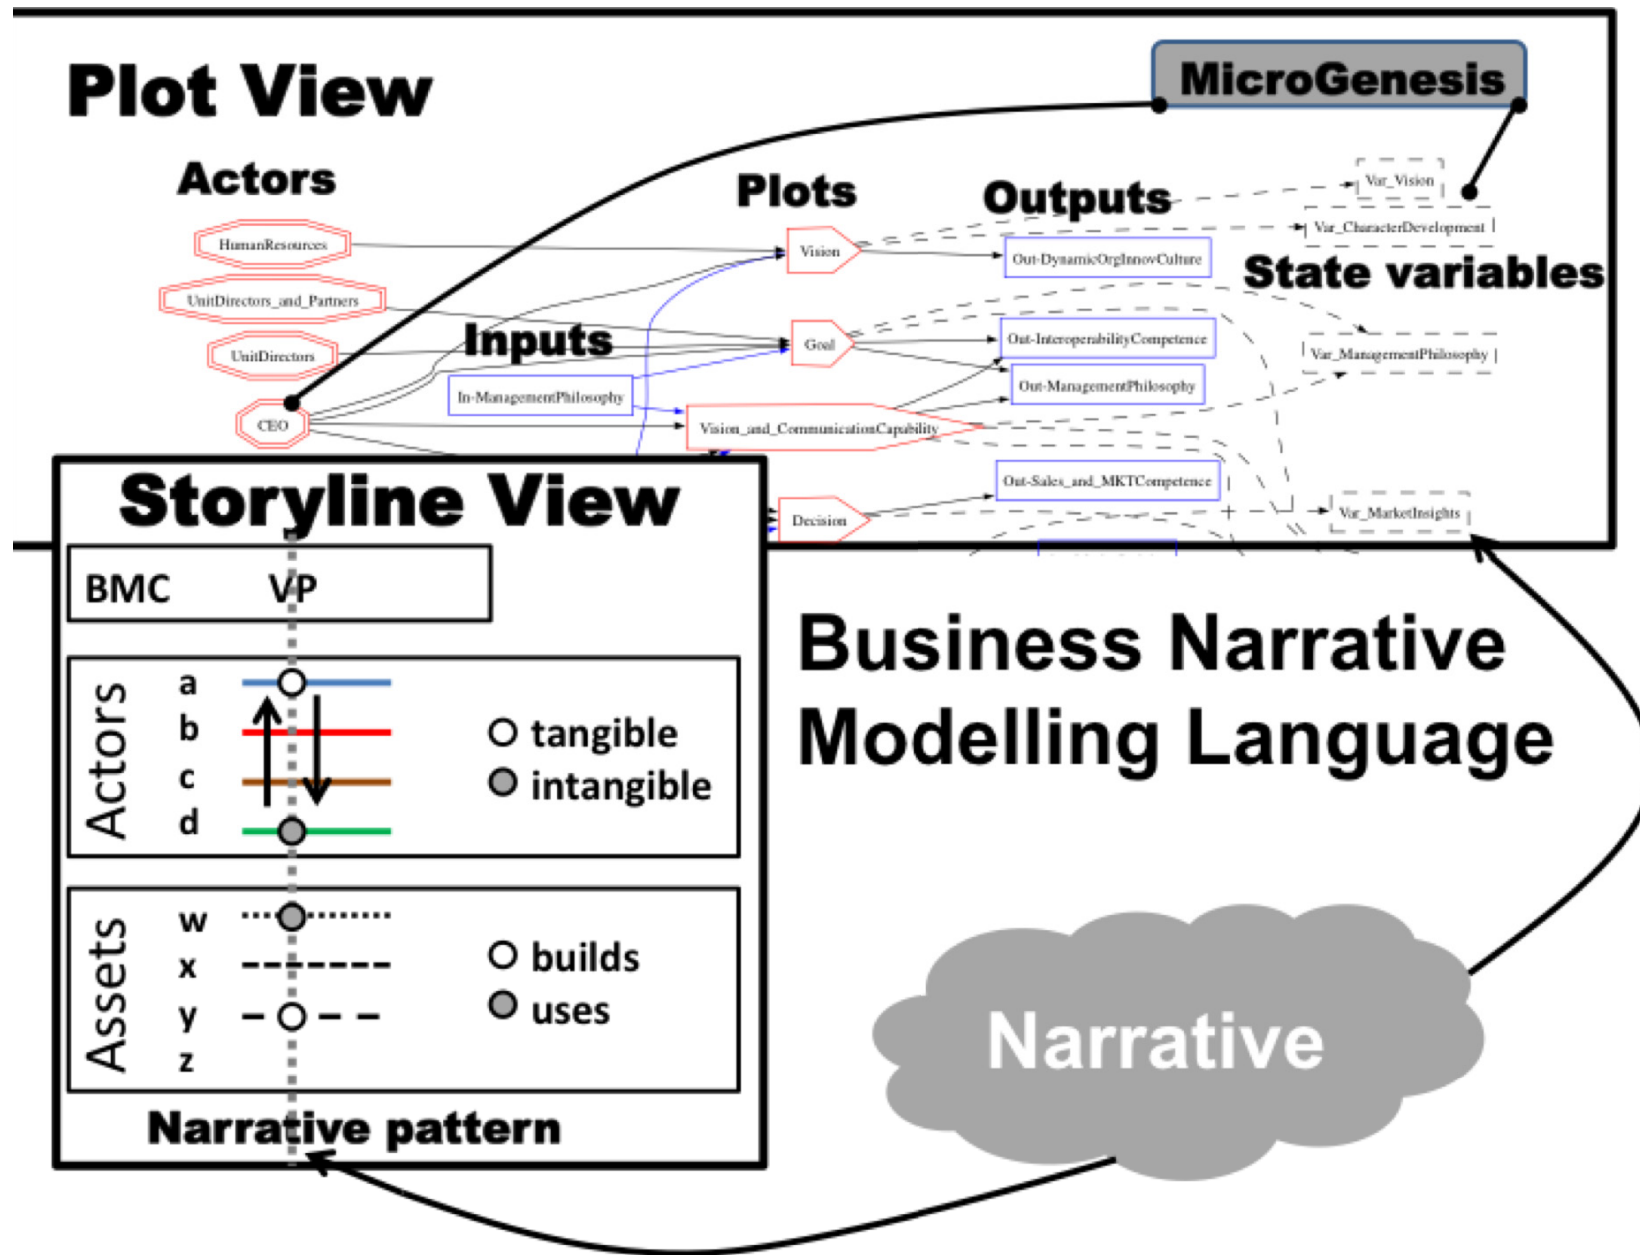 Plot View
MicroGenesis
Actors
Plots
Outputs
Var_Vision
HumanResources
Vision
Var_CharacterDevelopment
Out-DynamicOrgInnovCulture
State variables
UnitDirectors_and_Partners
Inputs
Goal
Out-InteroperabilityCompetence
UnitDirectors
Var_ManagementPhilosophy
In-ManagementPhilosophy
Out-ManagementPhilosophy
CEO
Vision_and_CommunicationCapability
Out-Sales_and_MKTCompetence
Decision
Var_MarketInsights
Storyline View
BMC VP
Actors
a
b
c
d
tangible
intangible
Assets
w
x
y
z
builds
uses
Narrative pattern
Business Narrative
Modelling Language
Narrative